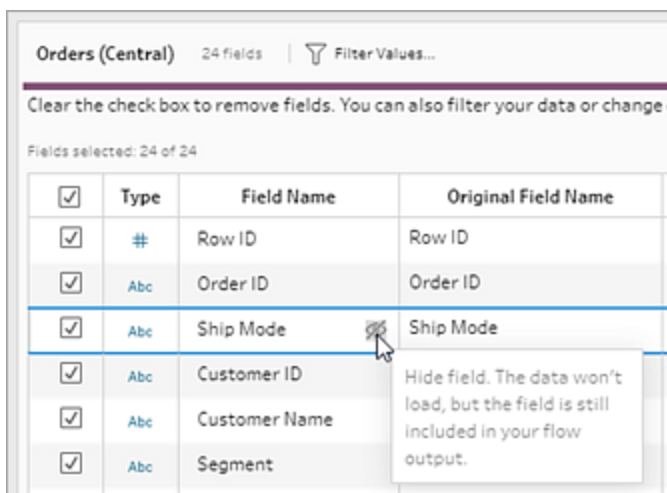 Orders (Central) 24 fields Filter Values...
Clear the check box to remove fields. You can also filter your data or change
Fields selected: 24 of 24
Type Field Name Original Field Name
# Row ID Row ID
Abc Order ID Order ID
Abc Ship Mode Ship Mode
Abc Customer ID
Abc Customer Name
Abc Segment
Hide field. The data won't
load, but the field is still
included in your flow
output.